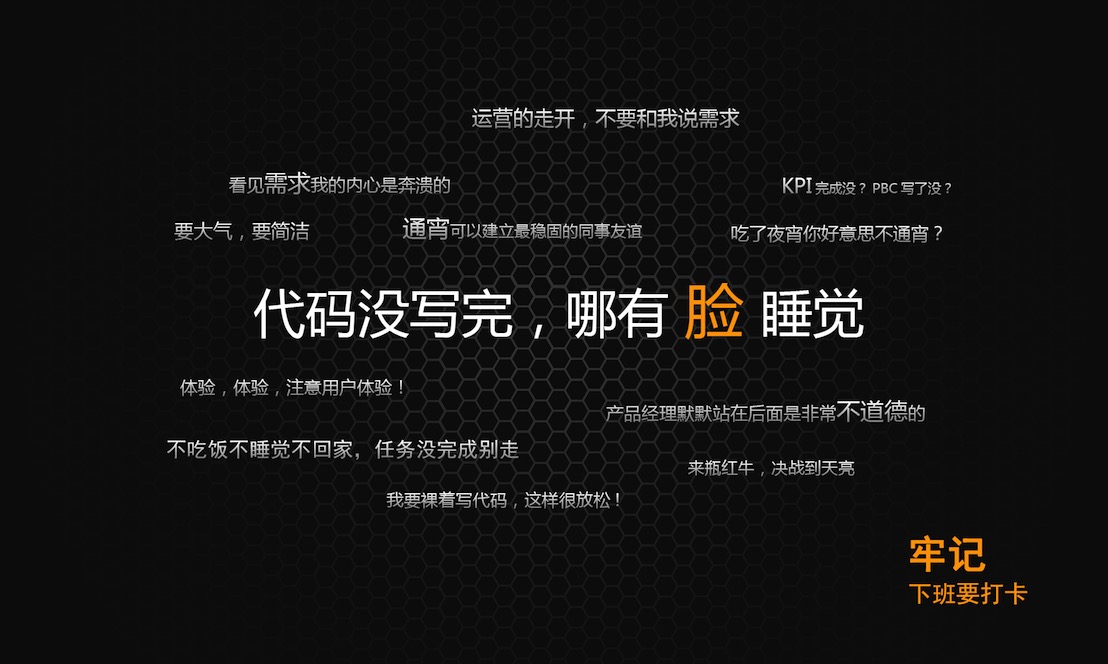 运营的走开，不要和我说需求
看见需求我的内心是奔溃的
KPI 完成没？ PBC 写了没？
要大气，要简洁
通宵可以建立最稳固的同事友谊
吃了夜宵你好意思不通宵？
代码没写完，哪有 脸 睡觉
体验，体验，注意用户体验！
产品经理默默站在后面是非常不道德的
不吃饭不睡觉不回家，任务没完成别走
来瓶红牛，决战到天亮
我要裸着写代码，这样很放松！
牢记
下班要打卡